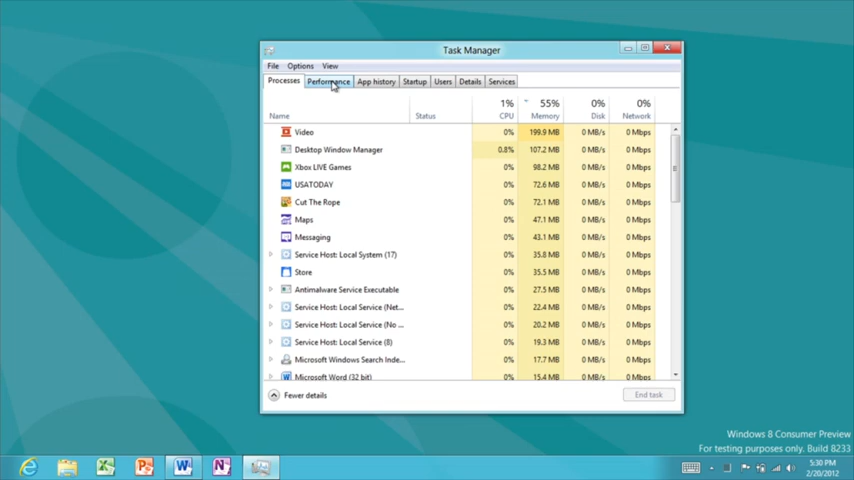 Task Manager
File Options View
Processes Performance App history Startup Users Details Services
1% 55% 0% 0%
Name Status CPU Memory Disk Network
Video 0% 199.9 MB 0 MB/s 0 Mbps
Desktop Window Manager 0.8% 107.2 MB 0 MB/s 0 Mbps
Xbox LIVE Games 0% 98.2 MB 0 MB/s 0 Mbps
USATODAY 0% 72.6 MB 0 MB/s 0 Mbps
Cut The Rope 0% 72.1 MB 0 MB/s 0 Mbps
Maps 0% 47.1 MB 0 MB/s 0 Mbps
Messaging 0% 43.1 MB 0 MB/s 0 Mbps
Service Host: Local System (17) 0% 35.8 MB 0 MB/s 0 Mbps
Store 0% 35.5 MB 0 MB/s 0 Mbps
Antimalware Service Executable 0% 27.5 MB 0 MB/s 0 Mbps
Service Host: Local Service (Net... 0% 22.4 MB 0 MB/s 0 Mbps
Service Host: Local Service (No ... 0% 20.2 MB 0 MB/s 0 Mbps
Service Host: Local Service (8) 0% 19.3 MB 0 MB/s 0 Mbps
Microsoft Windows Search Inde... 0% 17.7 MB 0 MB/s 0 Mbps
Microsoft Word (32 bit) 0% 15.4 MB 0 MB/s 0 Mbps
Fewer details End task
Windows 8 Consumer Preview
For testing purposes only. Build 8233
5:30 PM
2/20/2012